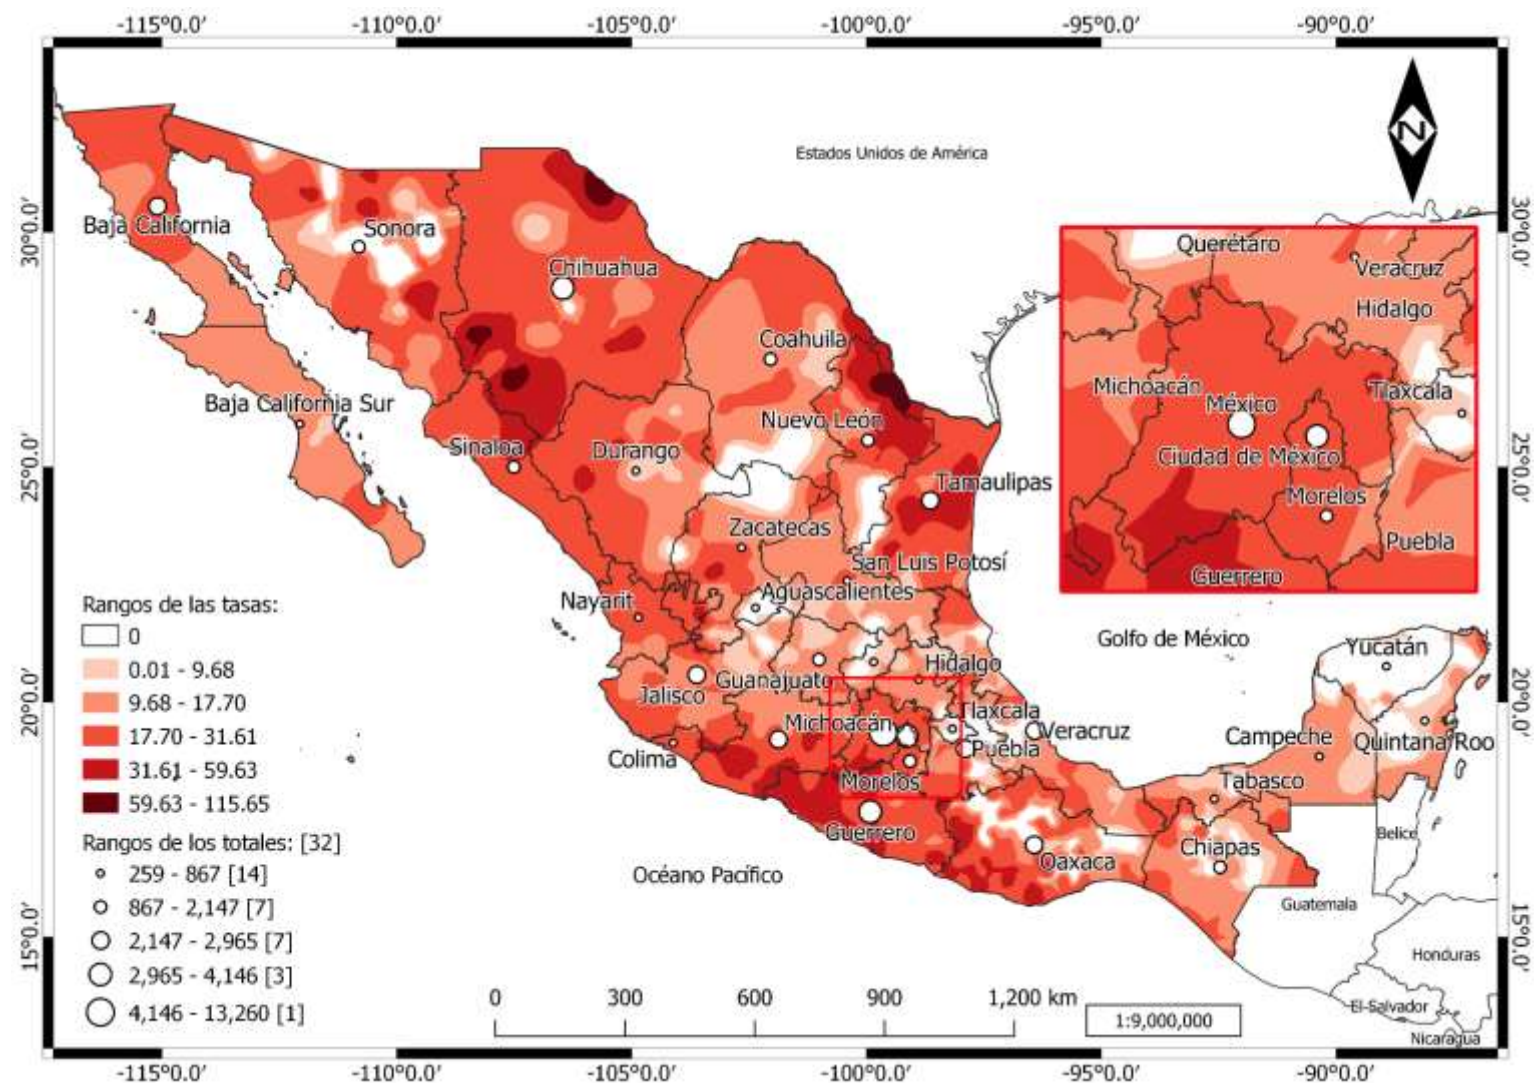 -115°0.0' -110°0.0' -105°0.0' -100°0.0' -95°0.0' -90°0.0'
N
Estados Unidos de América
30°0.0'
30°0.0'
Baja California
Sonora
Chihuahua
Coahuila
Baja California Sur
Nuevo León
25°0.0'
25°0.0'
Sinaloa
Durango
Tamaulipas
Zacatecas
San Luis Potosí
Nayarit
Aguascalientes
Querétaro
Veracruz
Hidalgo
Michoacán
México
Tlaxcala
Ciudad de México
Morelos
Puebla
Guerrero
Golfo de México
Yucatán
Hidalgo
Guanajuato
Jalisco
20°0.0'
20°0.0'
Michoacán
Tlaxcala
Veracruz
Puebla
Colima
Campeche
Quintana Roo
Morelos
Tabasco
Guerrero
Belice
Oaxaca
Chiapas
Océano Pacífico
Guatemala
15°0.0'
15°0.0'
Honduras
El-Salvador
Nicaragua
Rangos de las tasas:
0
0.01 - 9.68
9.68 - 17.70
17.70 - 31.61
31.61 - 59.63
59.63 - 115.65
Rangos de los totales: [32]
259 - 867 [14]
867 - 2,147 [7]
2,147 - 2,965 [7]
2,965 - 4,146 [3]
4,146 - 13,260 [1]
0 300 600 900 1,200 km
1:9,000,000
-115°0.0' -110°0.0' -105°0.0' -100°0.0' -95°0.0' -90°0.0'